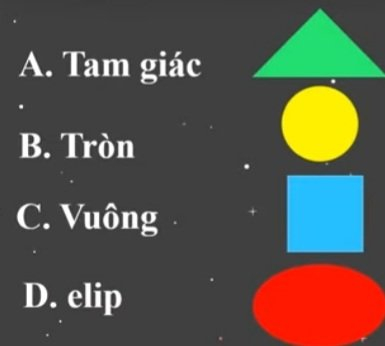 A. Tam giác
B. Tròn
C. Vuông
D. elip